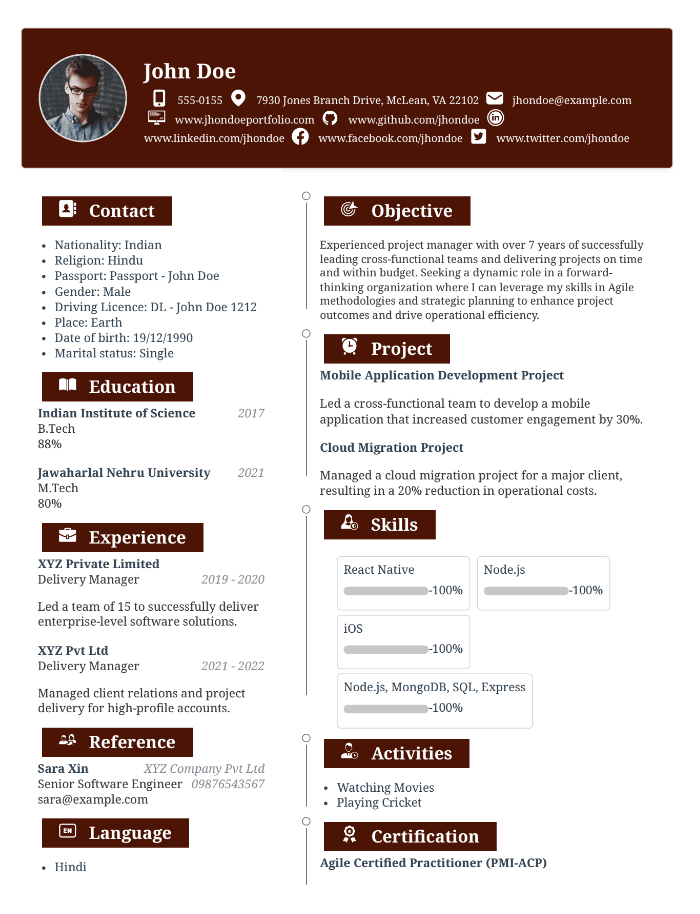 John Doe
555-0155 7930 Jones Branch Drive, McLean, VA 22102 jhondoe@example.com
www.jhondoeportfolio.com www.github.com/jhondoe
www.linkedin.com/jhondoe www.facebook.com/jhondoe www.twitter.com/jhondoe
Contact
• Nationality: Indian
• Religion: Hindu
• Passport: Passport - John Doe
• Gender: Male
• Driving Licence: DL - John Doe 1212
• Place: Earth
• Date of birth: 19/12/1990
• Marital status: Single
Education
Indian Institute of Science 2017
B.Tech
88%
Jawaharlal Nehru University 2021
M.Tech
80%
Experience
XYZ Private Limited
Delivery Manager 2019 - 2020
Led a team of 15 to successfully deliver
enterprise-level software solutions.
XYZ Pvt Ltd
Delivery Manager 2021 - 2022
Managed client relations and project
delivery for high-profile accounts.
Reference
Sara Xin XYZ Company Pvt Ltd
Senior Software Engineer 09876543567
sara@example.com
EN Language
• Hindi
Objective
Experienced project manager with over 7 years of successfully
leading cross-functional teams and delivering projects on time
and within budget. Seeking a dynamic role in a forward-
thinking organization where I can leverage my skills in Agile
methodologies and strategic planning to enhance project
outcomes and drive operational efficiency.
Project
Mobile Application Development Project
Led a cross-functional team to develop a mobile
application that increased customer engagement by 30%.
Cloud Migration Project
Managed a cloud migration project for a major client,
resulting in a 20% reduction in operational costs.
Skills
React Native
-100%
Node.js
-100%
iOS
-100%
Node.js, MongoDB, SQL, Express
-100%
Activities
• Watching Movies
• Playing Cricket
Certification
Agile Certified Practitioner (PMI-ACP)